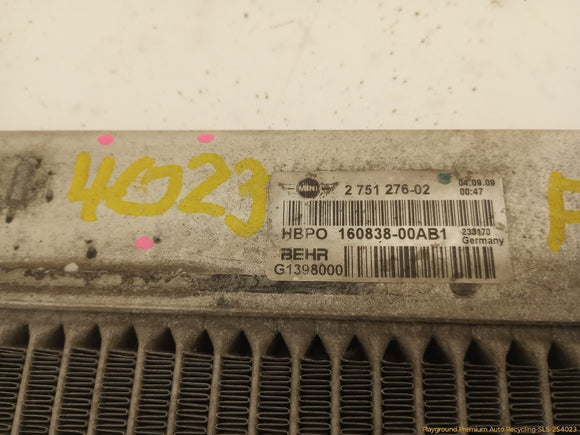 4023
F
MINI
2 751 276-02
04.09.09
00:47
HBPO 160838-00AB1
233170
Germany
BEHR
G1398000
Playground Premium Auto Recycling-SLS-254023